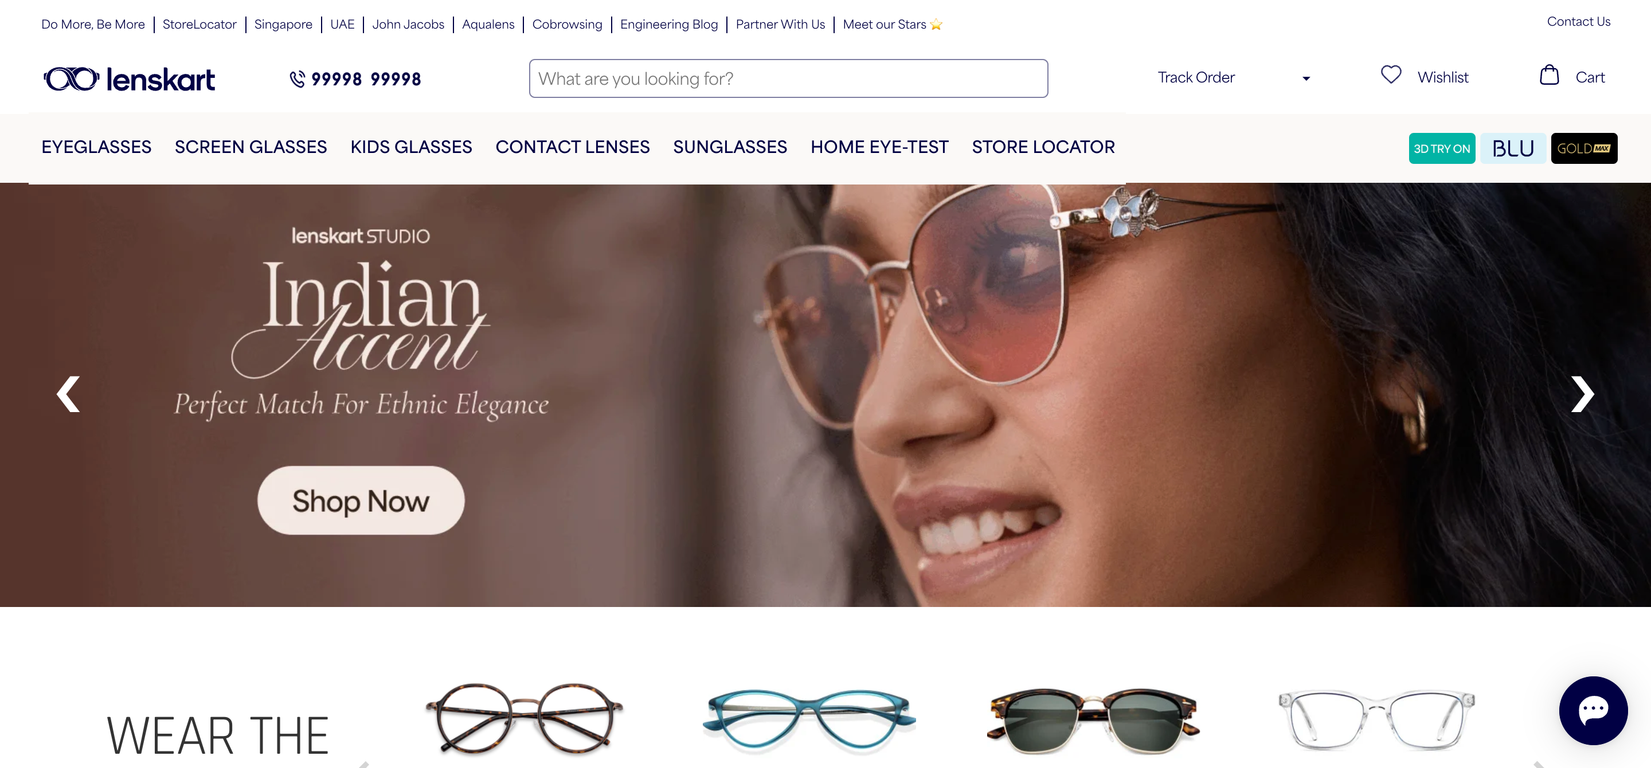 Do More, Be More | StoreLocator | Singapore | UAE | John Jacobs | Aqualens | Cobrowsing | Engineering Blog | Partner With Us | Meet our Stars ⭐
Contact Us
lenskart
99998 99998
What are you looking for?
Track Order
Wishlist
Cart
EYEGLASSES
SCREEN GLASSES
KIDS GLASSES
CONTACT LENSES
SUNGLASSES
HOME EYE-TEST
STORE LOCATOR
3D TRY ON
BLU
GOLD MAX
lenskart STUDIO
Indian
Accent
Perfect Match For Ethnic Elegance
Shop Now
WEAR THE